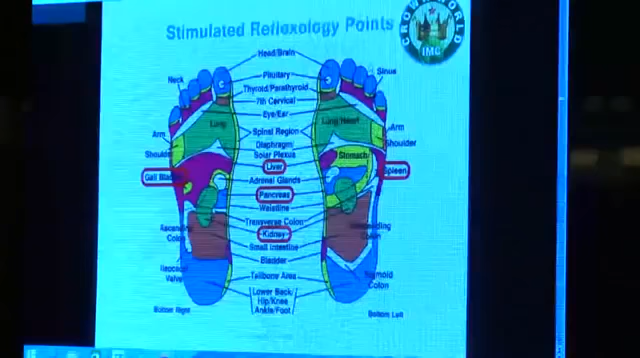 Stimulated Reflexology Points
CROWN WORLD
IMC
Head/Brain
Neck
Pituitary
Sinus
Thyroid/Parathyroid
7th Cervical
Eye/Ear
Lung
Lung/Heart
Arm
Spinal Region
Arm
Shoulder
Diaphragm
Solar Plexus
Shoulder
Stomach
Liver
Gall Bladder
Adrenal Glands
Spleen
Pancreas
Waistline
Transverse Colon
Ascending
Colon
Kidney
Descending
Colon
Small Intestine
Bladder
Ileocecal
Valve
Tailbone Area
Sigmoid
Colon
Lower Back/
Hip/Knee
Ankle/Foot
Bottom Right
Bottom Left